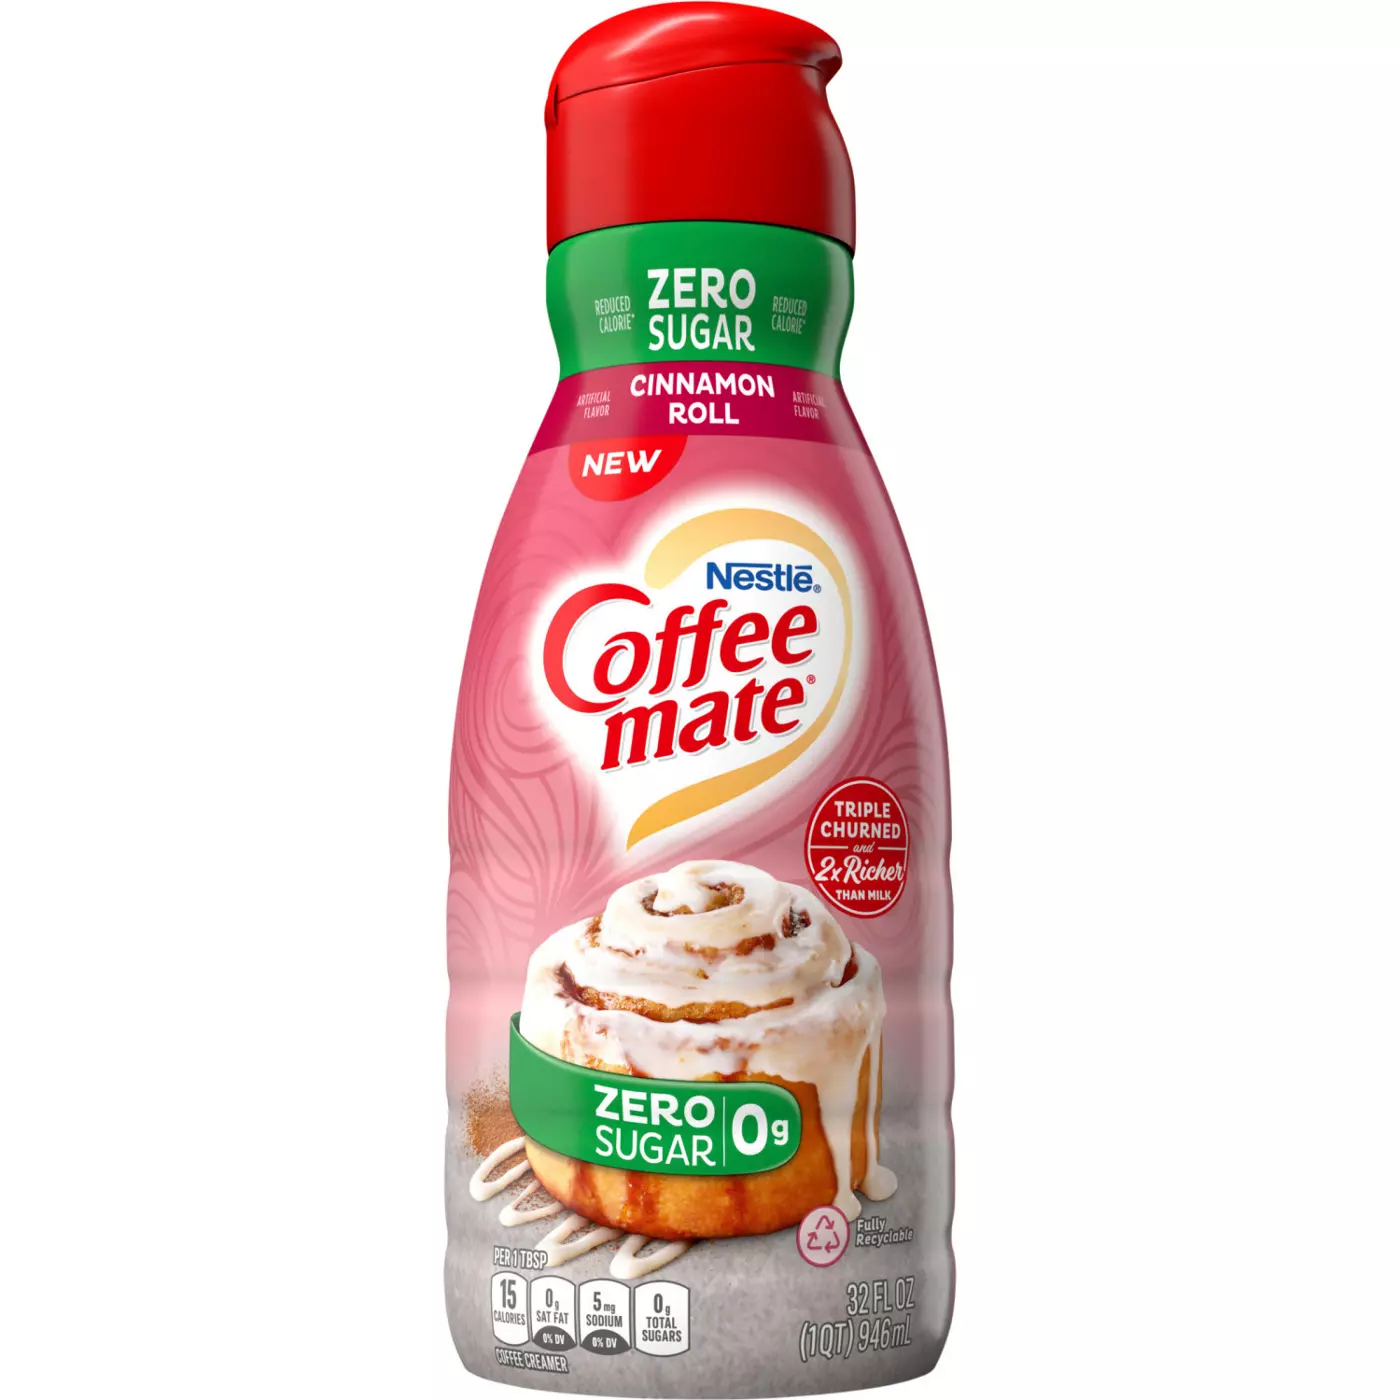 REDUCED
CALORIE*
ZERO
SUGAR
REDUCED
CALORIE*
ARTIFICIAL
FLAVOR
CINNAMON
ROLL
ARTIFICIAL
FLAVOR
NEW
Nestlé®
Coffee
mate®
TRIPLE
CHURNED
and
2x Richer
THAN MILK
ZERO
SUGAR
0g
Fully
Recyclable
PER 1 TBSP
15
CALORIES
0g
SAT FAT
0% DV
5mg
SODIUM
0% DV
0g
TOTAL
SUGARS
COFFEE CREAMER
32 FL OZ
(1QT) 946mL